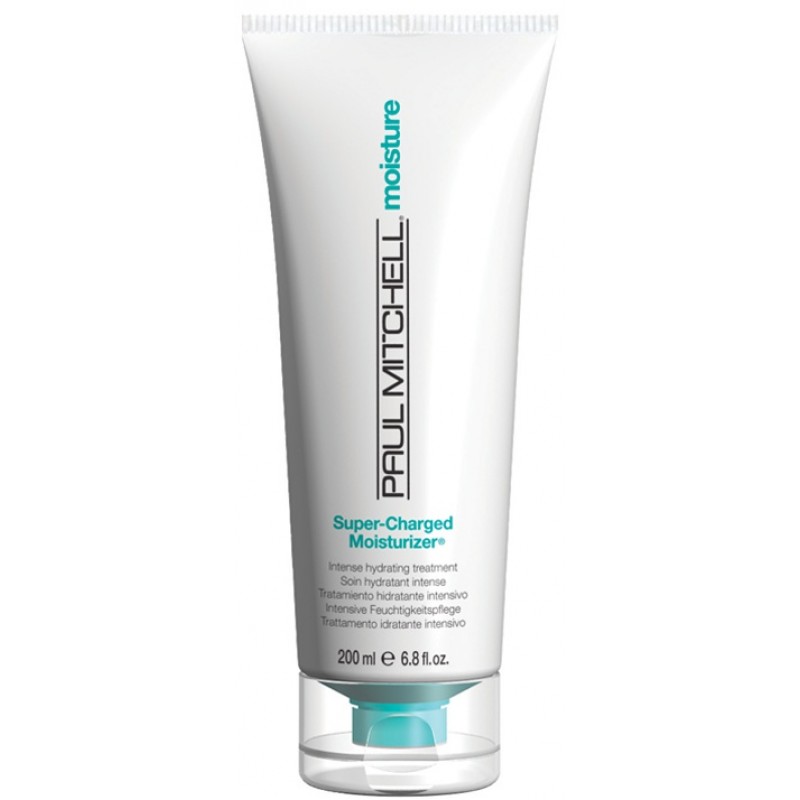 moisture
PAUL MITCHELL®
Super-Charged
Moisturizer®
Intense hydrating treatment
Soin hydratant intense
Tratamiento hidratante intensivo
Intensive Feuchtigkeitspflege
Trattamento idratante intensivo
200 ml ℮ 6.8 fl.oz.